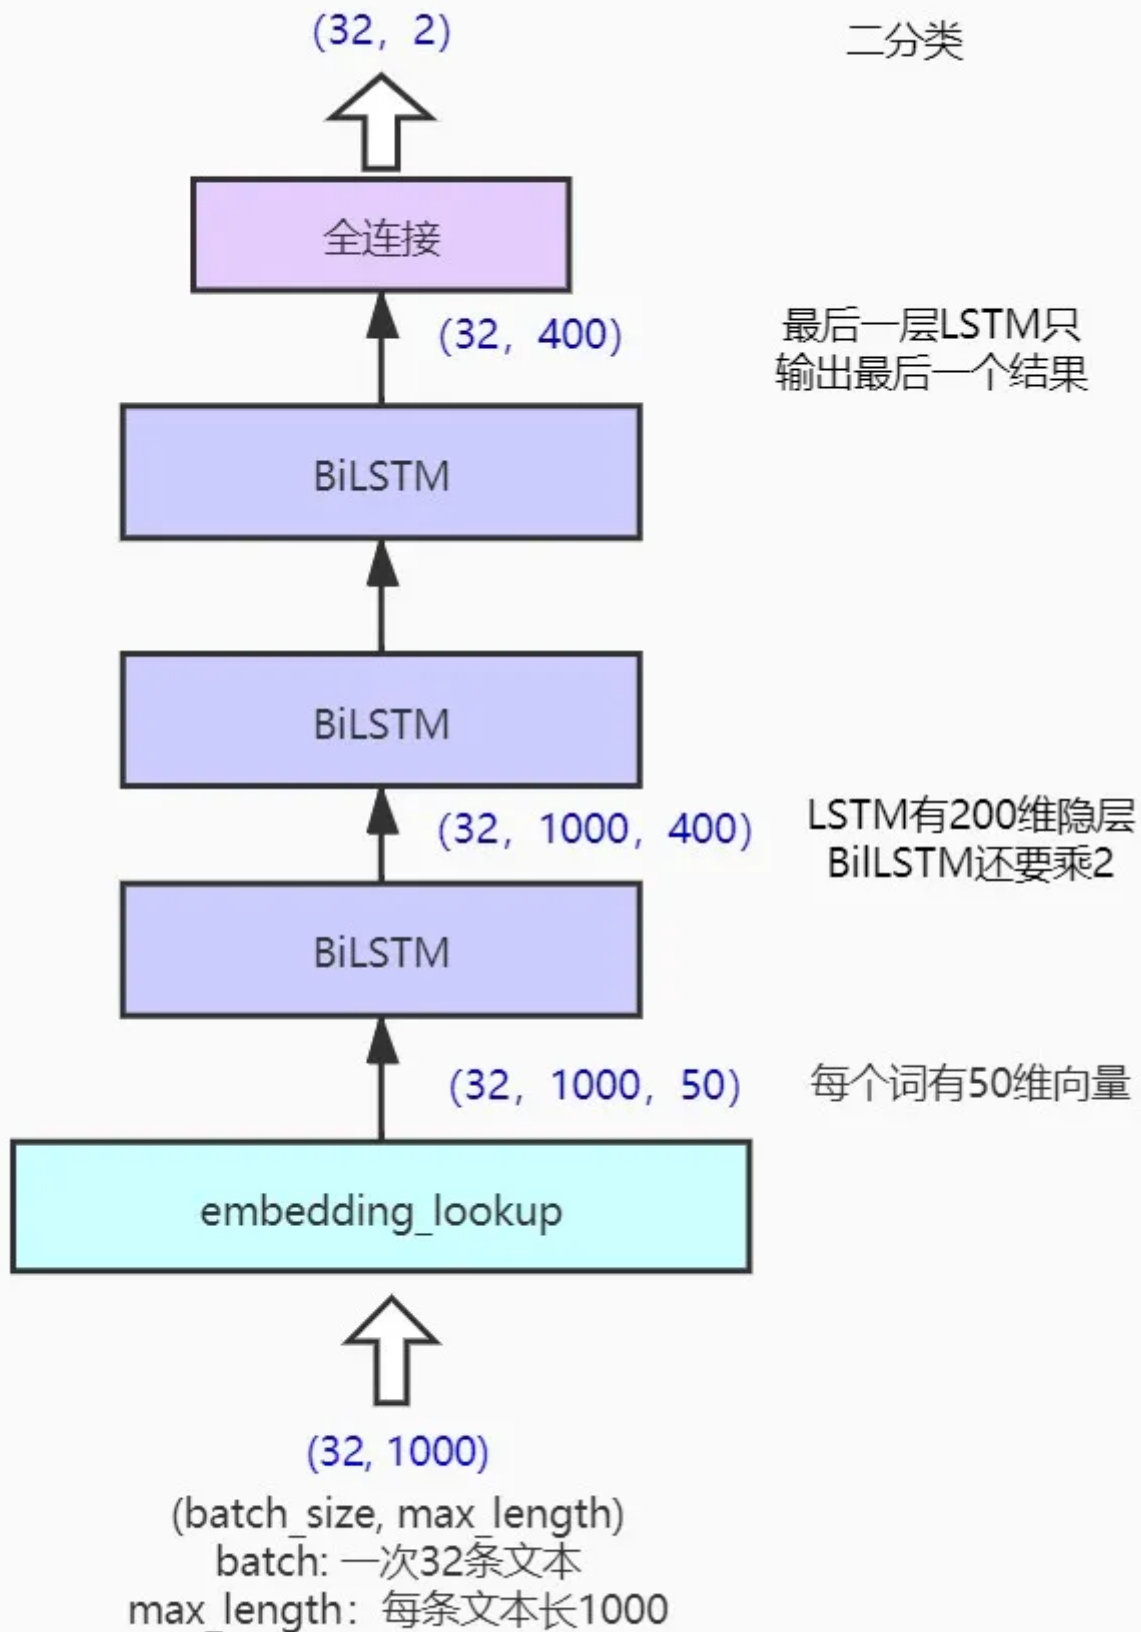 (32, 2)
二分类
全连接
(32, 400)
最后一层LSTM只
输出最后一个结果
BiLSTM
BiLSTM
(32, 1000, 400)
LSTM有200维隐层
BilLSTM还要乘2
BiLSTM
(32, 1000, 50)
每个词有50维向量
embedding_lookup
(32, 1000)
(batch_size, max_length)
batch: 一次32条文本
max_length: 每条文本长1000